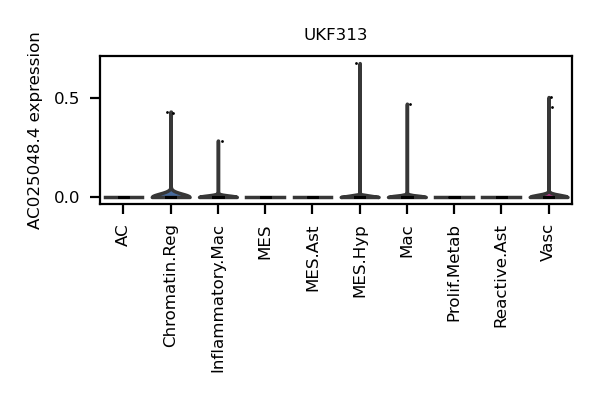 UKF313
AC025048.4 expression
0.5
0.0
AC
Chromatin.Reg
Inflammatory.Mac
MES
MES.Ast
MES.Hyp
Mac
Prolif.Metab
Reactive.Ast
Vasc